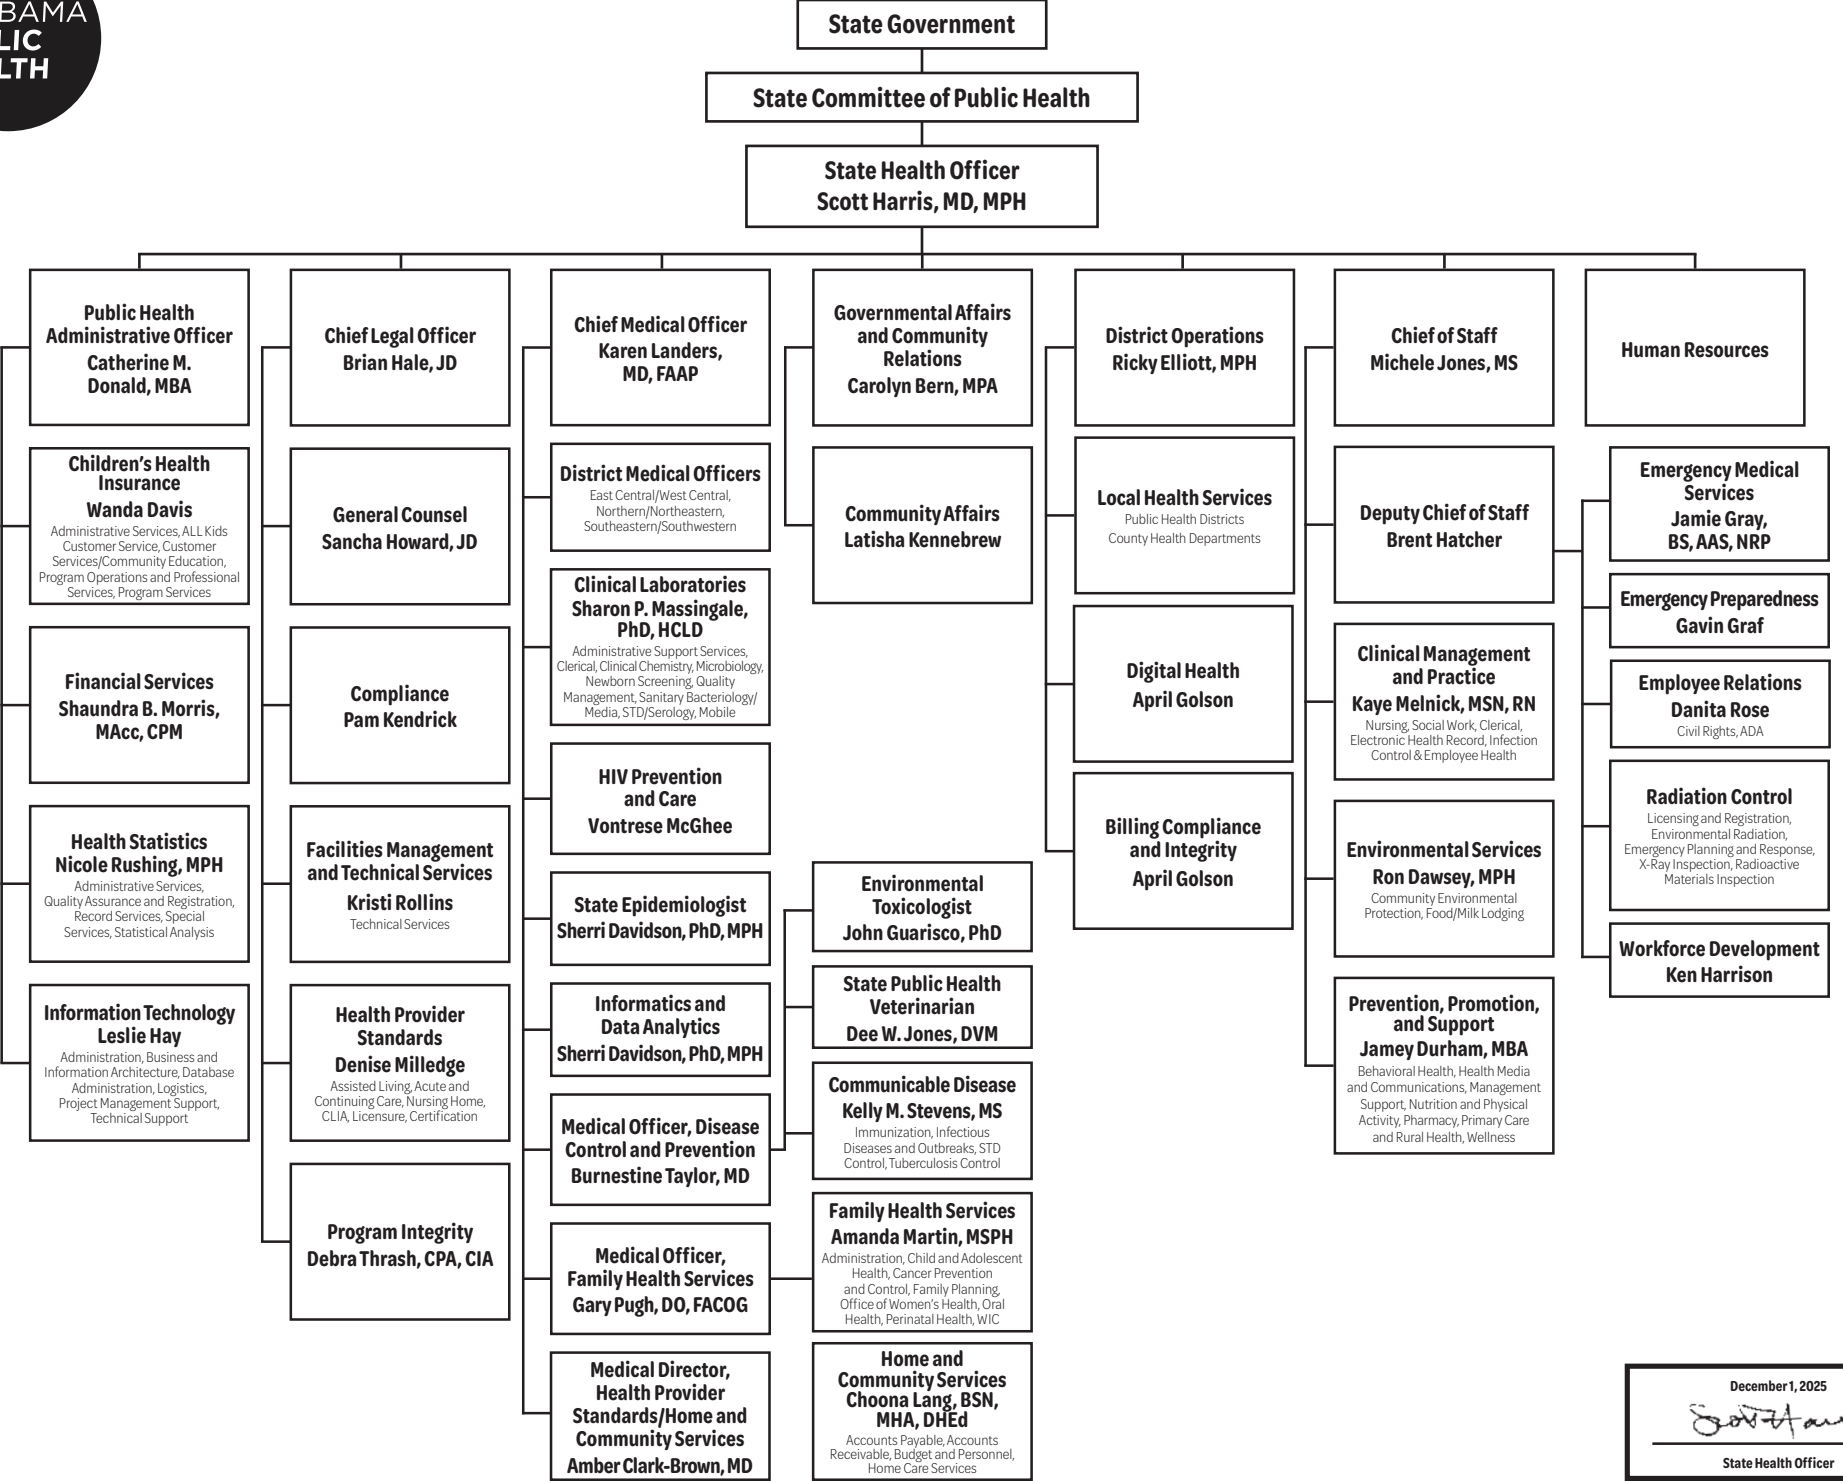 BAMA
LIC
LTH
State Government
State Committee of Public Health
State Health Officer
Scott Harris, MD, MPH
Public Health
Administrative Officer
Catherine M.
Donald, MBA
Children's Health
Insurance
Wanda Davis
Administrative Services, ALL Kids
Customer Service, Customer
Services/Community Education,
Program Operations and Professional
Services, Program Services
Financial Services
Shaundra B. Morris,
MAcc, CPM
Health Statistics
Nicole Rushing, MPH
Administrative Services,
Quality Assurance and Registration,
Record Services, Special
Services, Statistical Analysis
Information Technology
Leslie Hay
Administration, Business and
Information Architecture, Database
Administration, Logistics,
Project Management Support,
Technical Support
Chief Legal Officer
Brian Hale, JD
General Counsel
Sancha Howard, JD
Compliance
Pam Kendrick
Facilities Management
and Technical Services
Kristi Rollins
Technical Services
Health Provider
Standards
Denise Milledge
Assisted Living, Acute and
Continuing Care, Nursing Home,
CLIA, Licensure, Certification
Program Integrity
Debra Thrash, CPA, CIA
Chief Medical Officer
Karen Landers,
MD, FAAP
District Medical Officers
East Central/West Central,
Northern/Northeastern,
Southeastern/Southwestern
Clinical Laboratories
Sharon P. Massingale,
PhD, HCLD
Administrative Support Services,
Clerical, Clinical Chemistry, Microbiology,
Newborn Screening, Quality
Management, Sanitary Bacteriology/
Media, STD/Serology, Mobile
HIV Prevention
and Care
Vontrese McGhee
State Epidemiologist
Sherri Davidson, PhD, MPH
Informatics and
Data Analytics
Sherri Davidson, PhD, MPH
Medical Officer, Disease
Control and Prevention
Burnestine Taylor, MD
Medical Officer,
Family Health Services
Gary Pugh, DO, FACOG
Medical Director,
Health Provider
Standards/Home and
Community Services
Amber Clark-Brown, MD
Governmental Affairs
and Community
Relations
Carolyn Bern, MPA
Community Affairs
Latisha Kennebrew
Environmental
Toxicologist
John Guarisco, PhD
State Public Health
Veterinarian
Dee W. Jones, DVM
Communicable Disease
Kelly M. Stevens, MS
Immunization, Infectious
Diseases and Outbreaks, STD
Control, Tuberculosis Control
Family Health Services
Amanda Martin, MSPH
Administration, Child and Adolescent
Health, Cancer Prevention
and Control, Family Planning,
Office of Women's Health, Oral
Health, Perinatal Health, WIC
Home and
Community Services
Choona Lang, BSN,
MHA, DHEd
Accounts Payable, Accounts
Receivable, Budget and Personnel,
Home Care Services
District Operations
Ricky Elliott, MPH
Local Health Services
Public Health Districts
County Health Departments
Digital Health
April Golson
Billing Compliance
and Integrity
April Golson
Chief of Staff
Michele Jones, MS
Deputy Chief of Staff
Brent Hatcher
Clinical Management
and Practice
Kaye Melnick, MSN, RN
Nursing, Social Work, Clerical,
Electronic Health Record, Infection
Control & Employee Health
Environmental Services
Ron Dawsey, MPH
Community Environmental
Protection, Food/Milk Lodging
Prevention, Promotion,
and Support
Jamey Durham, MBA
Behavioral Health, Health Media
and Communications, Management
Support, Nutrition and Physical
Activity, Pharmacy, Primary Care
and Rural Health, Wellness
Human Resources
Emergency Medical
Services
Jamie Gray,
BS, AAS, NRP
Emergency Preparedness
Gavin Graf
Employee Relations
Danita Rose
Civil Rights, ADA
Radiation Control
Licensing and Registration,
Environmental Radiation,
Emergency Planning and Response,
X-Ray Inspection, Radioactive
Materials Inspection
Workforce Development
Ken Harrison
December 1, 2025
State Health Officer